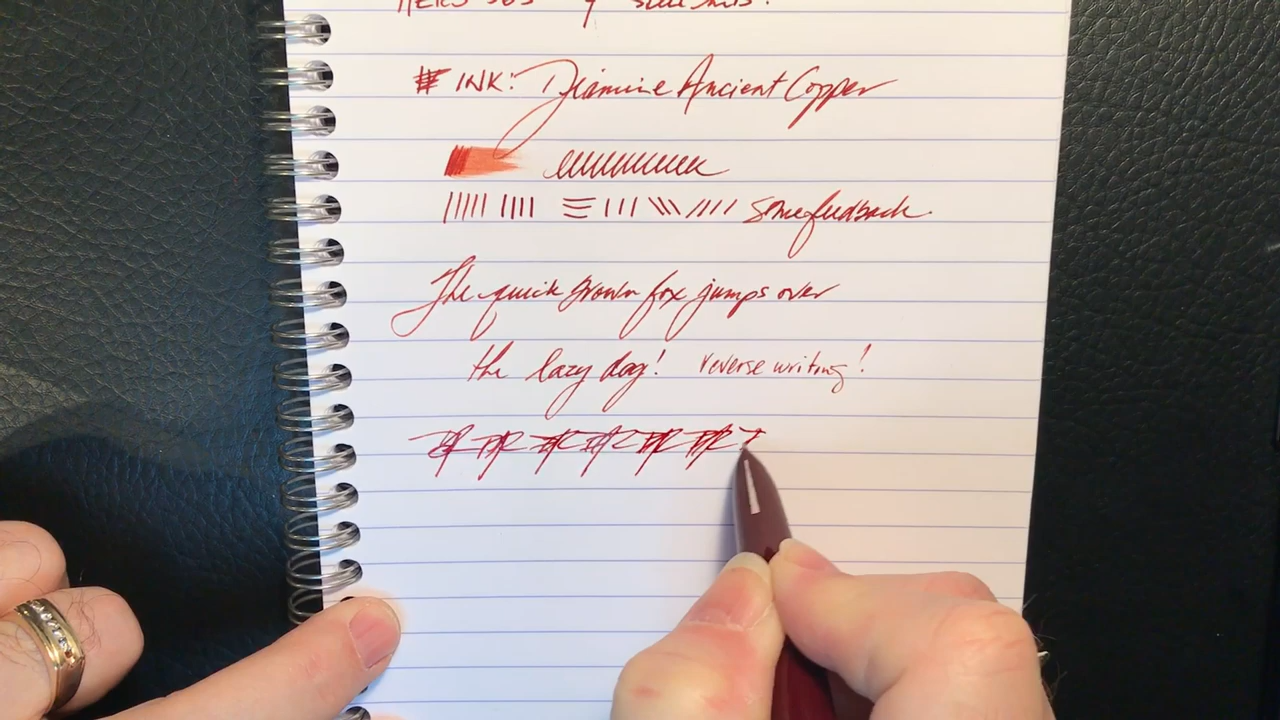 # INK: Diamine Ancient Copper
Some feedback.
The quick brown fox jumps over
the lazy dog! reverse writing!